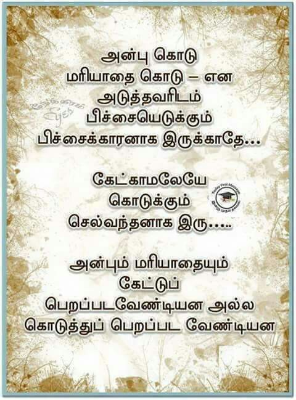 அன்பு கொடு
மரியாதை கொடு – என
அடுத்தவரிடம்
பிச்சையெடுக்கும்
பிச்சைக்காரனாக இருக்காதே...
கேட்காமலேயே
கொடுக்கும்
செல்வந்தனாக இரு.....
அன்பும் மரியாதையும்
கேட்டுப்
பெறப்படவேண்டியன அல்ல
கொடுத்துப் பெறப்பட வேண்டியன